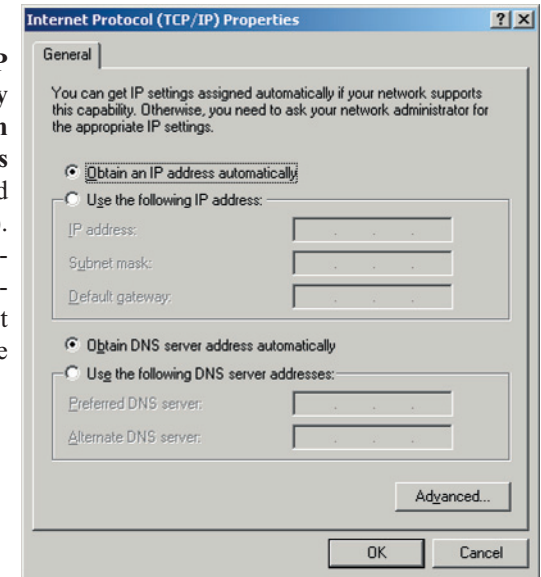 Internet Protocol (TCP/IP) Properties
General
You can get IP settings assigned automatically if your network supports
this capability. Otherwise, you need to ask your network administrator for
the appropriate IP settings.
Obtain an IP address automatically
Use the following IP address:
IP address:
Subnet mask:
Default gateway:
Obtain DNS server address automatically
Use the following DNS server addresses:
Preferred DNS server:
Alternate DNS server:
Advanced...
OK Cancel